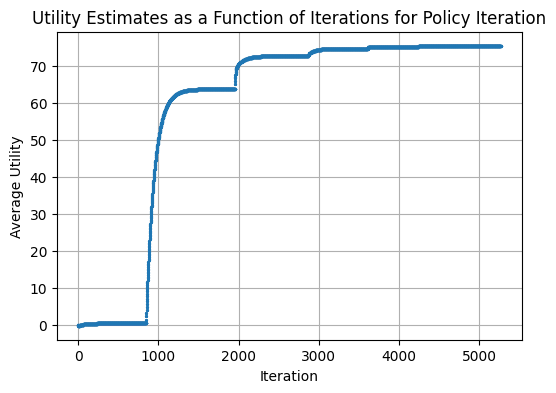 Utility Estimates as a Function of Iterations for Policy Iteration
Average Utility
70
60
50
40
30
20
10
0
0 1000 2000 3000 4000 5000
Iteration